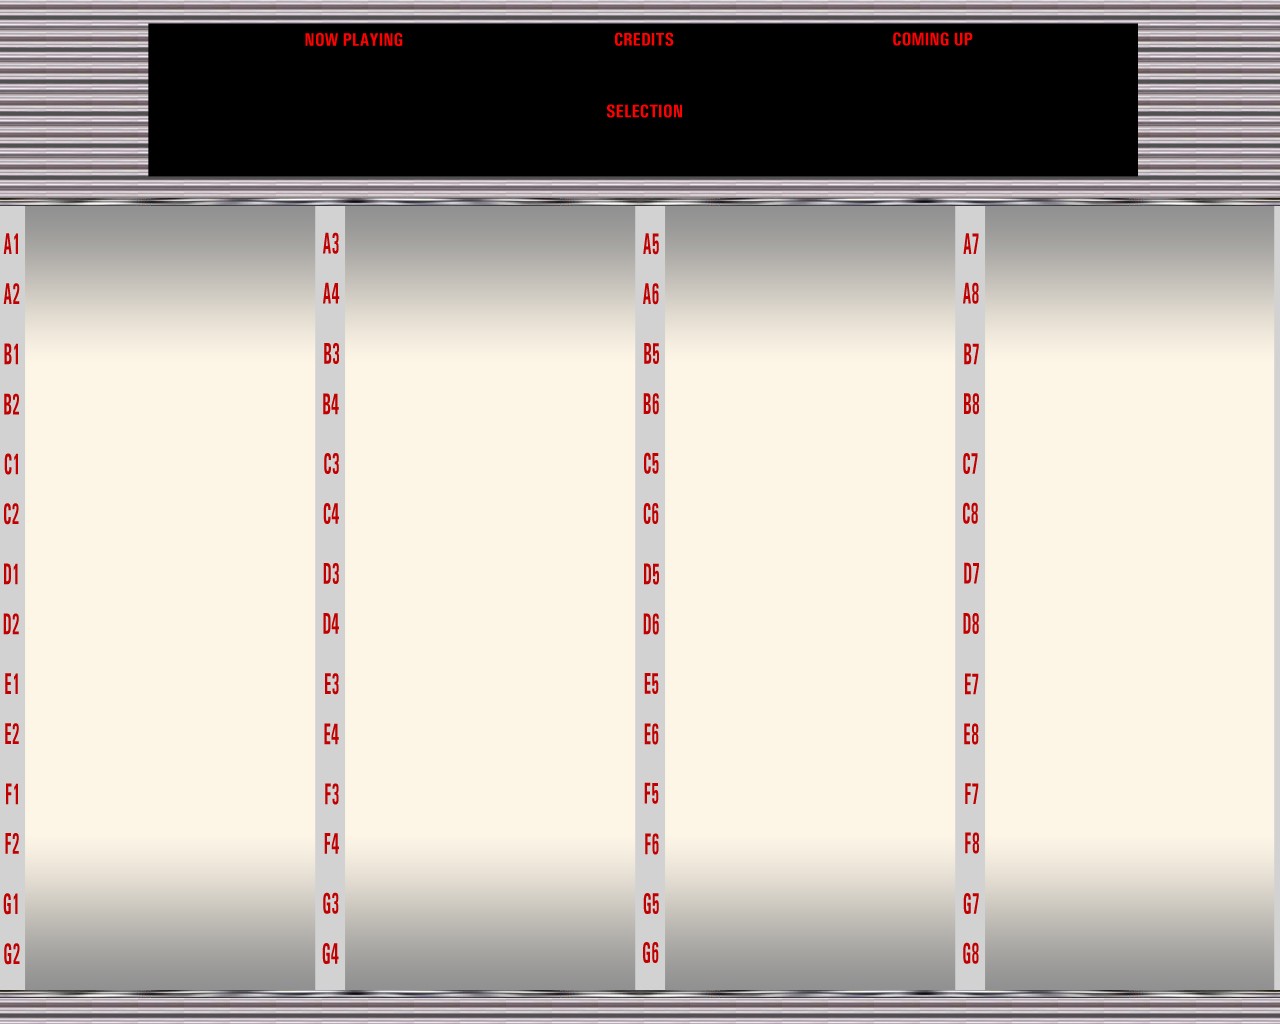 NOW PLAYING CREDITS COMING UP
SELECTION
A1 A3 A5 A7
A2 A4 A6 A8
B1 B3 B5 B7
B2 B4 B6 B8
C1 C3 C5 C7
C2 C4 C6 C8
D1 D3 D5 D7
D2 D4 D6 D8
E1 E3 E5 E7
E2 E4 E6 E8
F1 F3 F5 F7
F2 F4 F6 F8
G1 G3 G5 G7
G2 G4 G6 G8